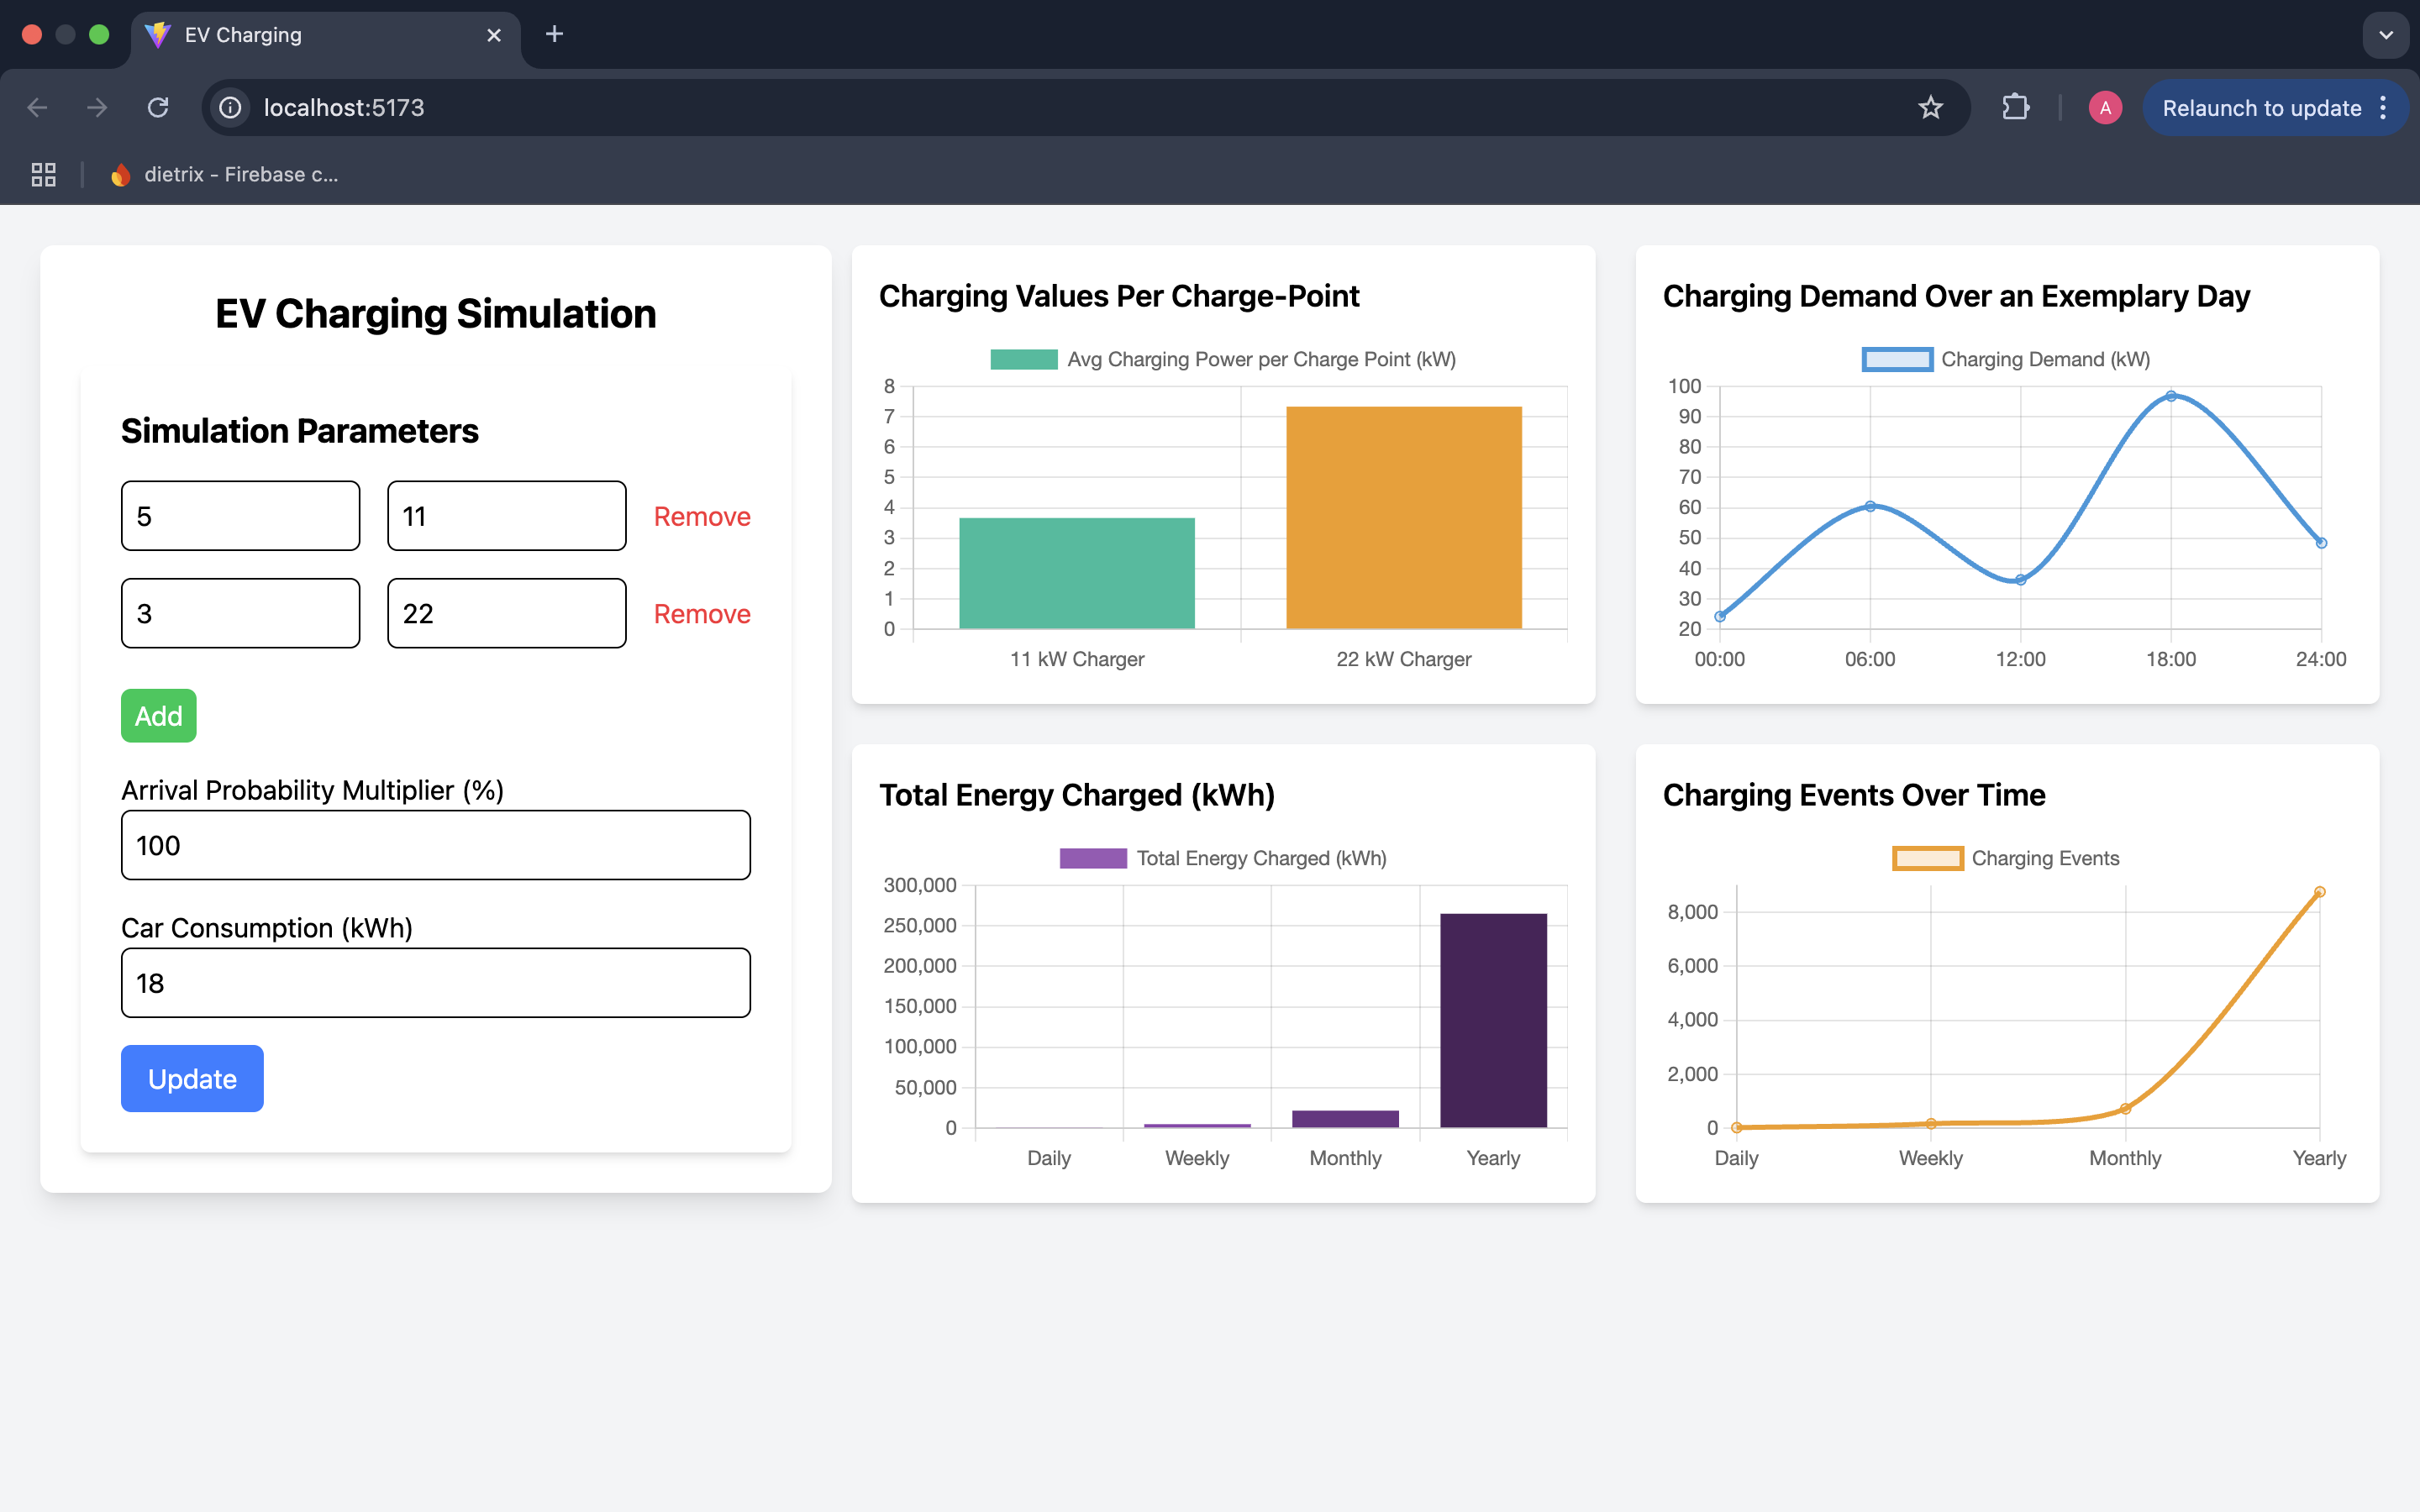 EV Charging
localhost:5173
A
Relaunch to update
dietrix - Firebase c...
EV Charging Simulation
Simulation Parameters
5 11 Remove
3 22 Remove
Add
Arrival Probability Multiplier (%)
100
Car Consumption (kWh)
18
Update
Charging Values Per Charge-Point
Avg Charging Power per Charge Point (kW)
8
7
6
5
4
3
2
1
0
11 kW Charger 22 kW Charger
Charging Demand Over an Exemplary Day
Charging Demand (kW)
100
90
80
70
60
50
40
30
20
00:00 06:00 12:00 18:00 24:00
Total Energy Charged (kWh)
Total Energy Charged (kWh)
300,000
250,000
200,000
150,000
100,000
50,000
0
Daily Weekly Monthly Yearly
Charging Events Over Time
Charging Events
8,000
6,000
4,000
2,000
0
Daily Weekly Monthly Yearly